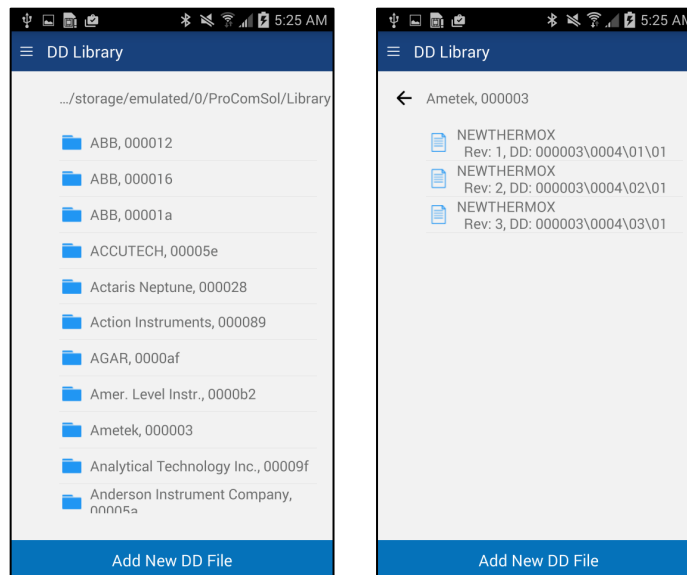 5:25 AM
DD Library
.../storage/emulated/0/ProComSol/Library
ABB, 000012
ABB, 000016
ABB, 00001a
ACCUTECH, 00005e
Actaris Neptune, 000028
Action Instruments, 000089
AGAR, 0000af
Amer. Level Instr., 0000b2
Ametek, 000003
Analytical Technology Inc., 00009f
Anderson Instrument Company,
00005a
Add New DD File
5:25 AM
DD Library
Ametek, 000003
NEWTHERMOX
Rev: 1, DD: 000003\0004\01\01
NEWTHERMOX
Rev: 2, DD: 000003\0004\02\01
NEWTHERMOX
Rev: 3, DD: 000003\0004\03\01
Add New DD File